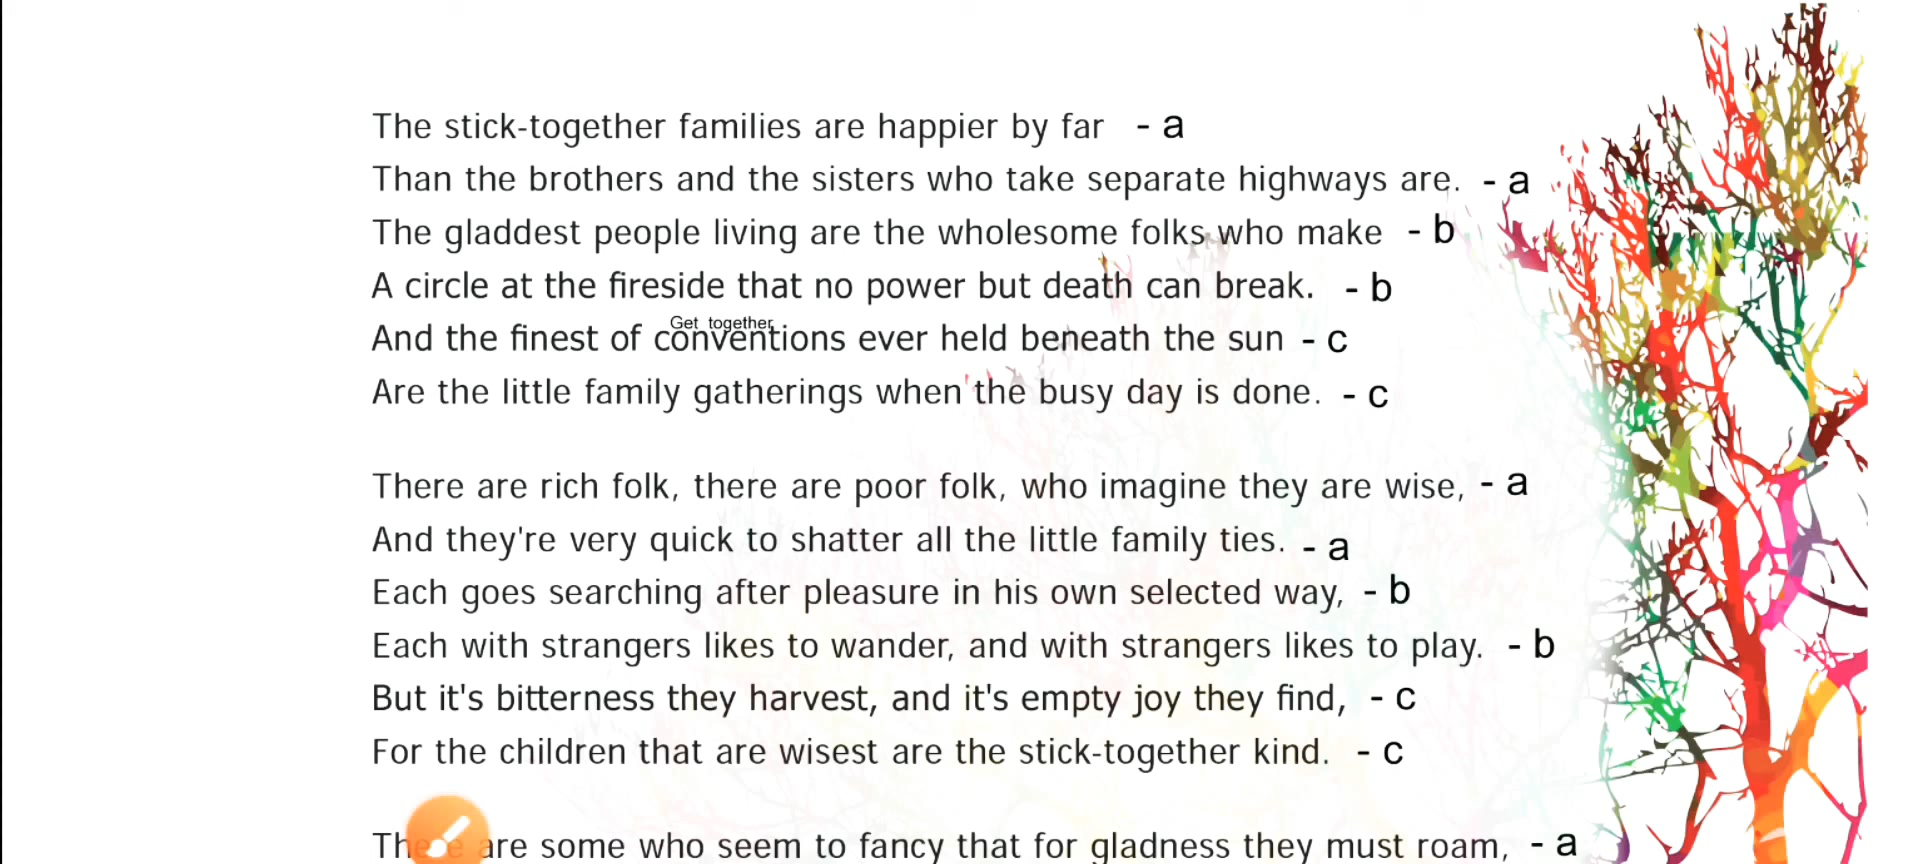 The stick-together families are happier by far - a
Than the brothers and the sisters who take separate highways are. - a
The gladdest people living are the wholesome folks who make - b
A circle at the fireside that no power but death can break. - b
Get together
And the finest of conventions ever held beneath the sun - c
Are the little family gatherings when the busy day is done. - c
There are rich folk, there are poor folk, who imagine they are wise, - a
And they're very quick to shatter all the little family ties. - a
Each goes searching after pleasure in his own selected way, - b
Each with strangers likes to wander, and with strangers likes to play. - b
But it's bitterness they harvest, and it's empty joy they find, - c
For the children that are wisest are the stick-together kind. - c
There are some who seem to fancy that for gladness they must roam, - a